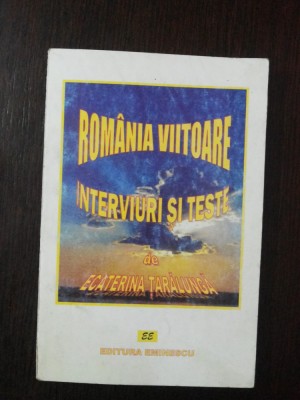 ROMÂNIA VIITOARE
INTERVIURI ȘI TESTE
de
ECATERINA ȚARĂLUNGĂ
EE
EDITURA EMINESCU